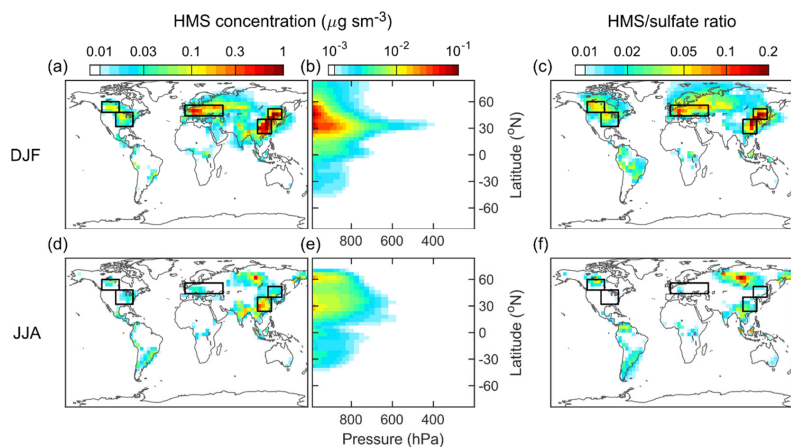 HMS concentration (μg sm⁻³)
HMS/sulfate ratio
0.01 0.03 0.1 0.3 1
10⁻³ 10⁻² 10⁻¹
0.01 0.02 0.05 0.1 0.2
(a) (b) (c)
60
30
0
-30
-60
Latitude (°N)
DJF
800 600 400
(d) (e) (f)
60
30
0
-30
-60
Latitude (°N)
JJA
800 600 400
Pressure (hPa)